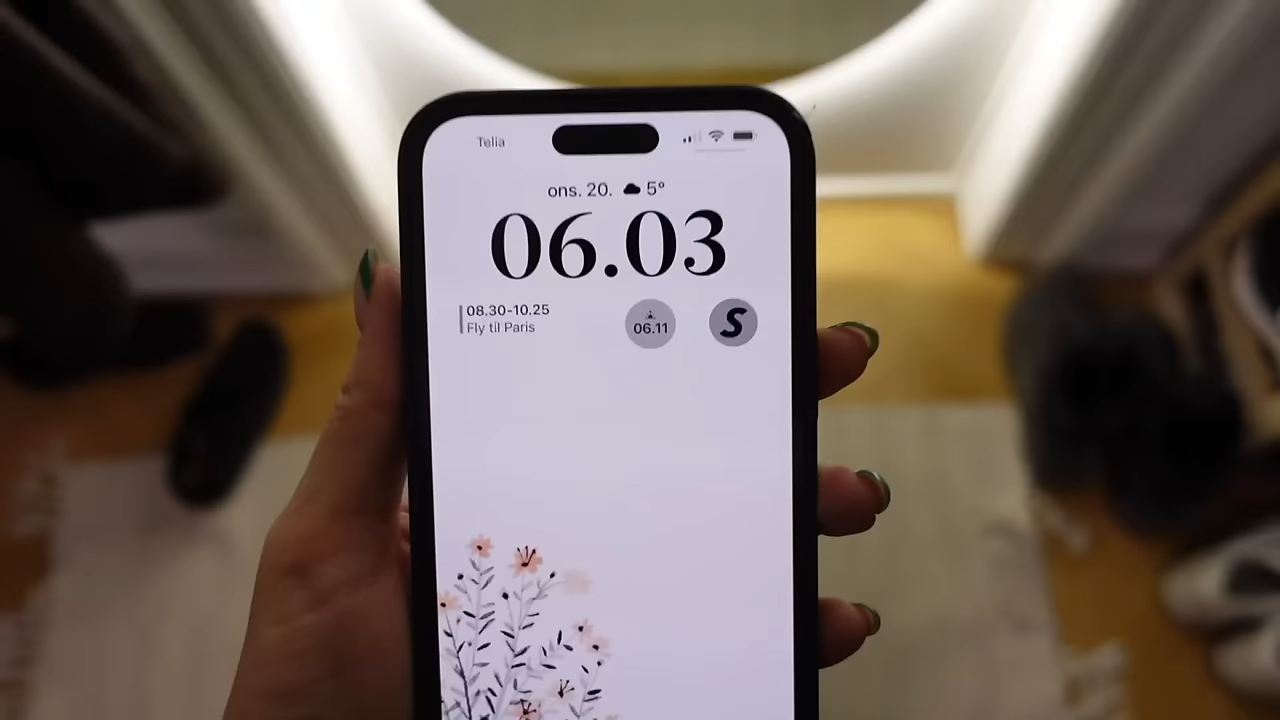 Telia
ons. 20. 5°
06.03
08.30-10.25
Fly til Paris
06.11
S